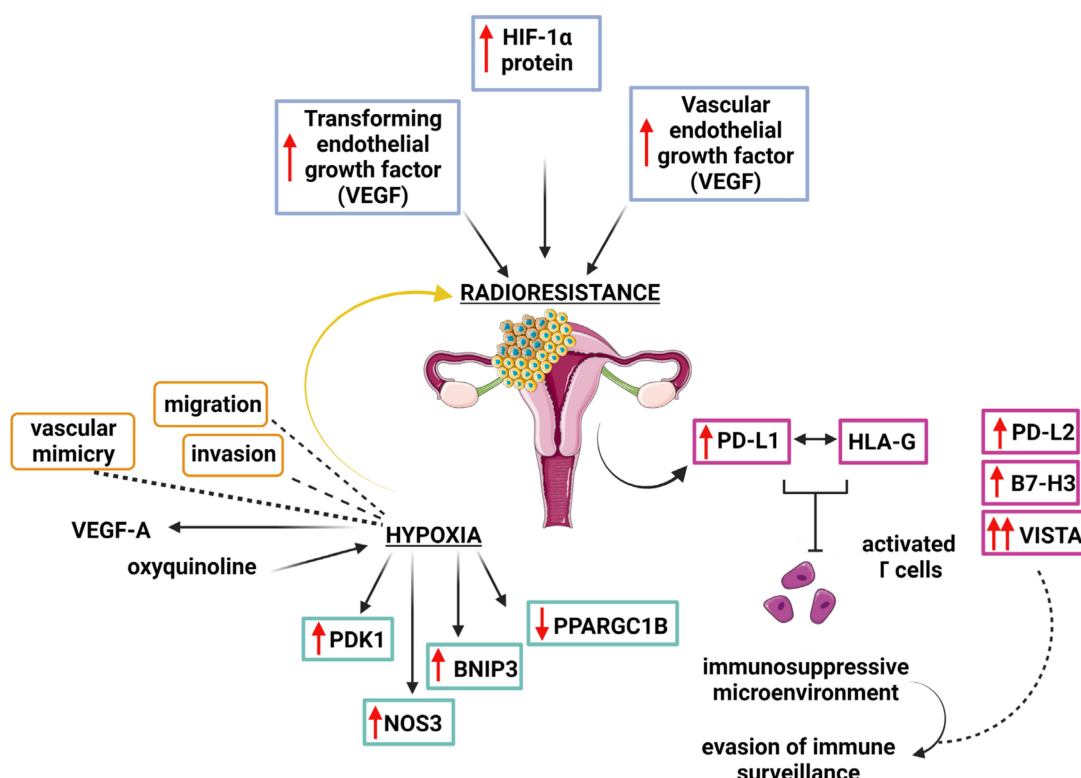 HIF-1α
protein
Transforming
endothelial
growth factor
(VEGF)
Vascular
endothelial
growth factor
(VEGF)
RADIORESISTANCE
migration
vascular
mimicry
invasion
VEGF-A
HYPOXIA
oxyquinoline
PDK1
NOS3
BNIP3
PPARGC1B
PD-L1
HLA-G
PD-L2
B7-H3
VISTA
activated
Γ cells
immunosuppressive
microenvironment
evasion of immune
surveillance